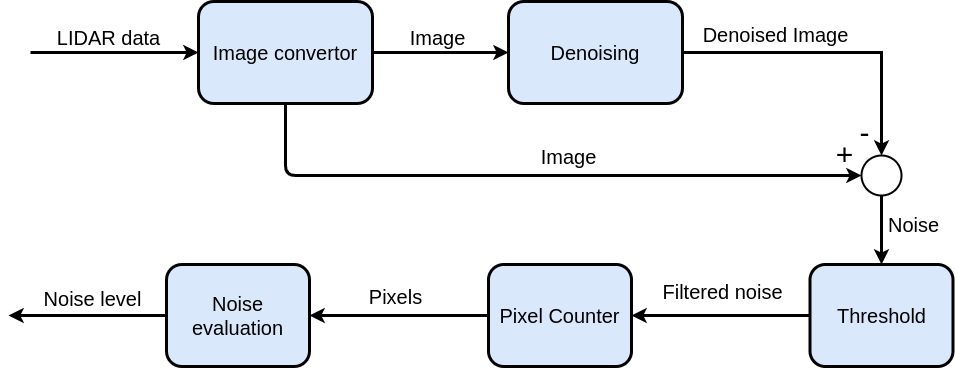 LIDAR data
Image convertor
Image
Denoising
Denoised Image
-
+
Image
Noise
Noise level
Noise
evaluation
Pixels
Pixel Counter
Filtered noise
Threshold